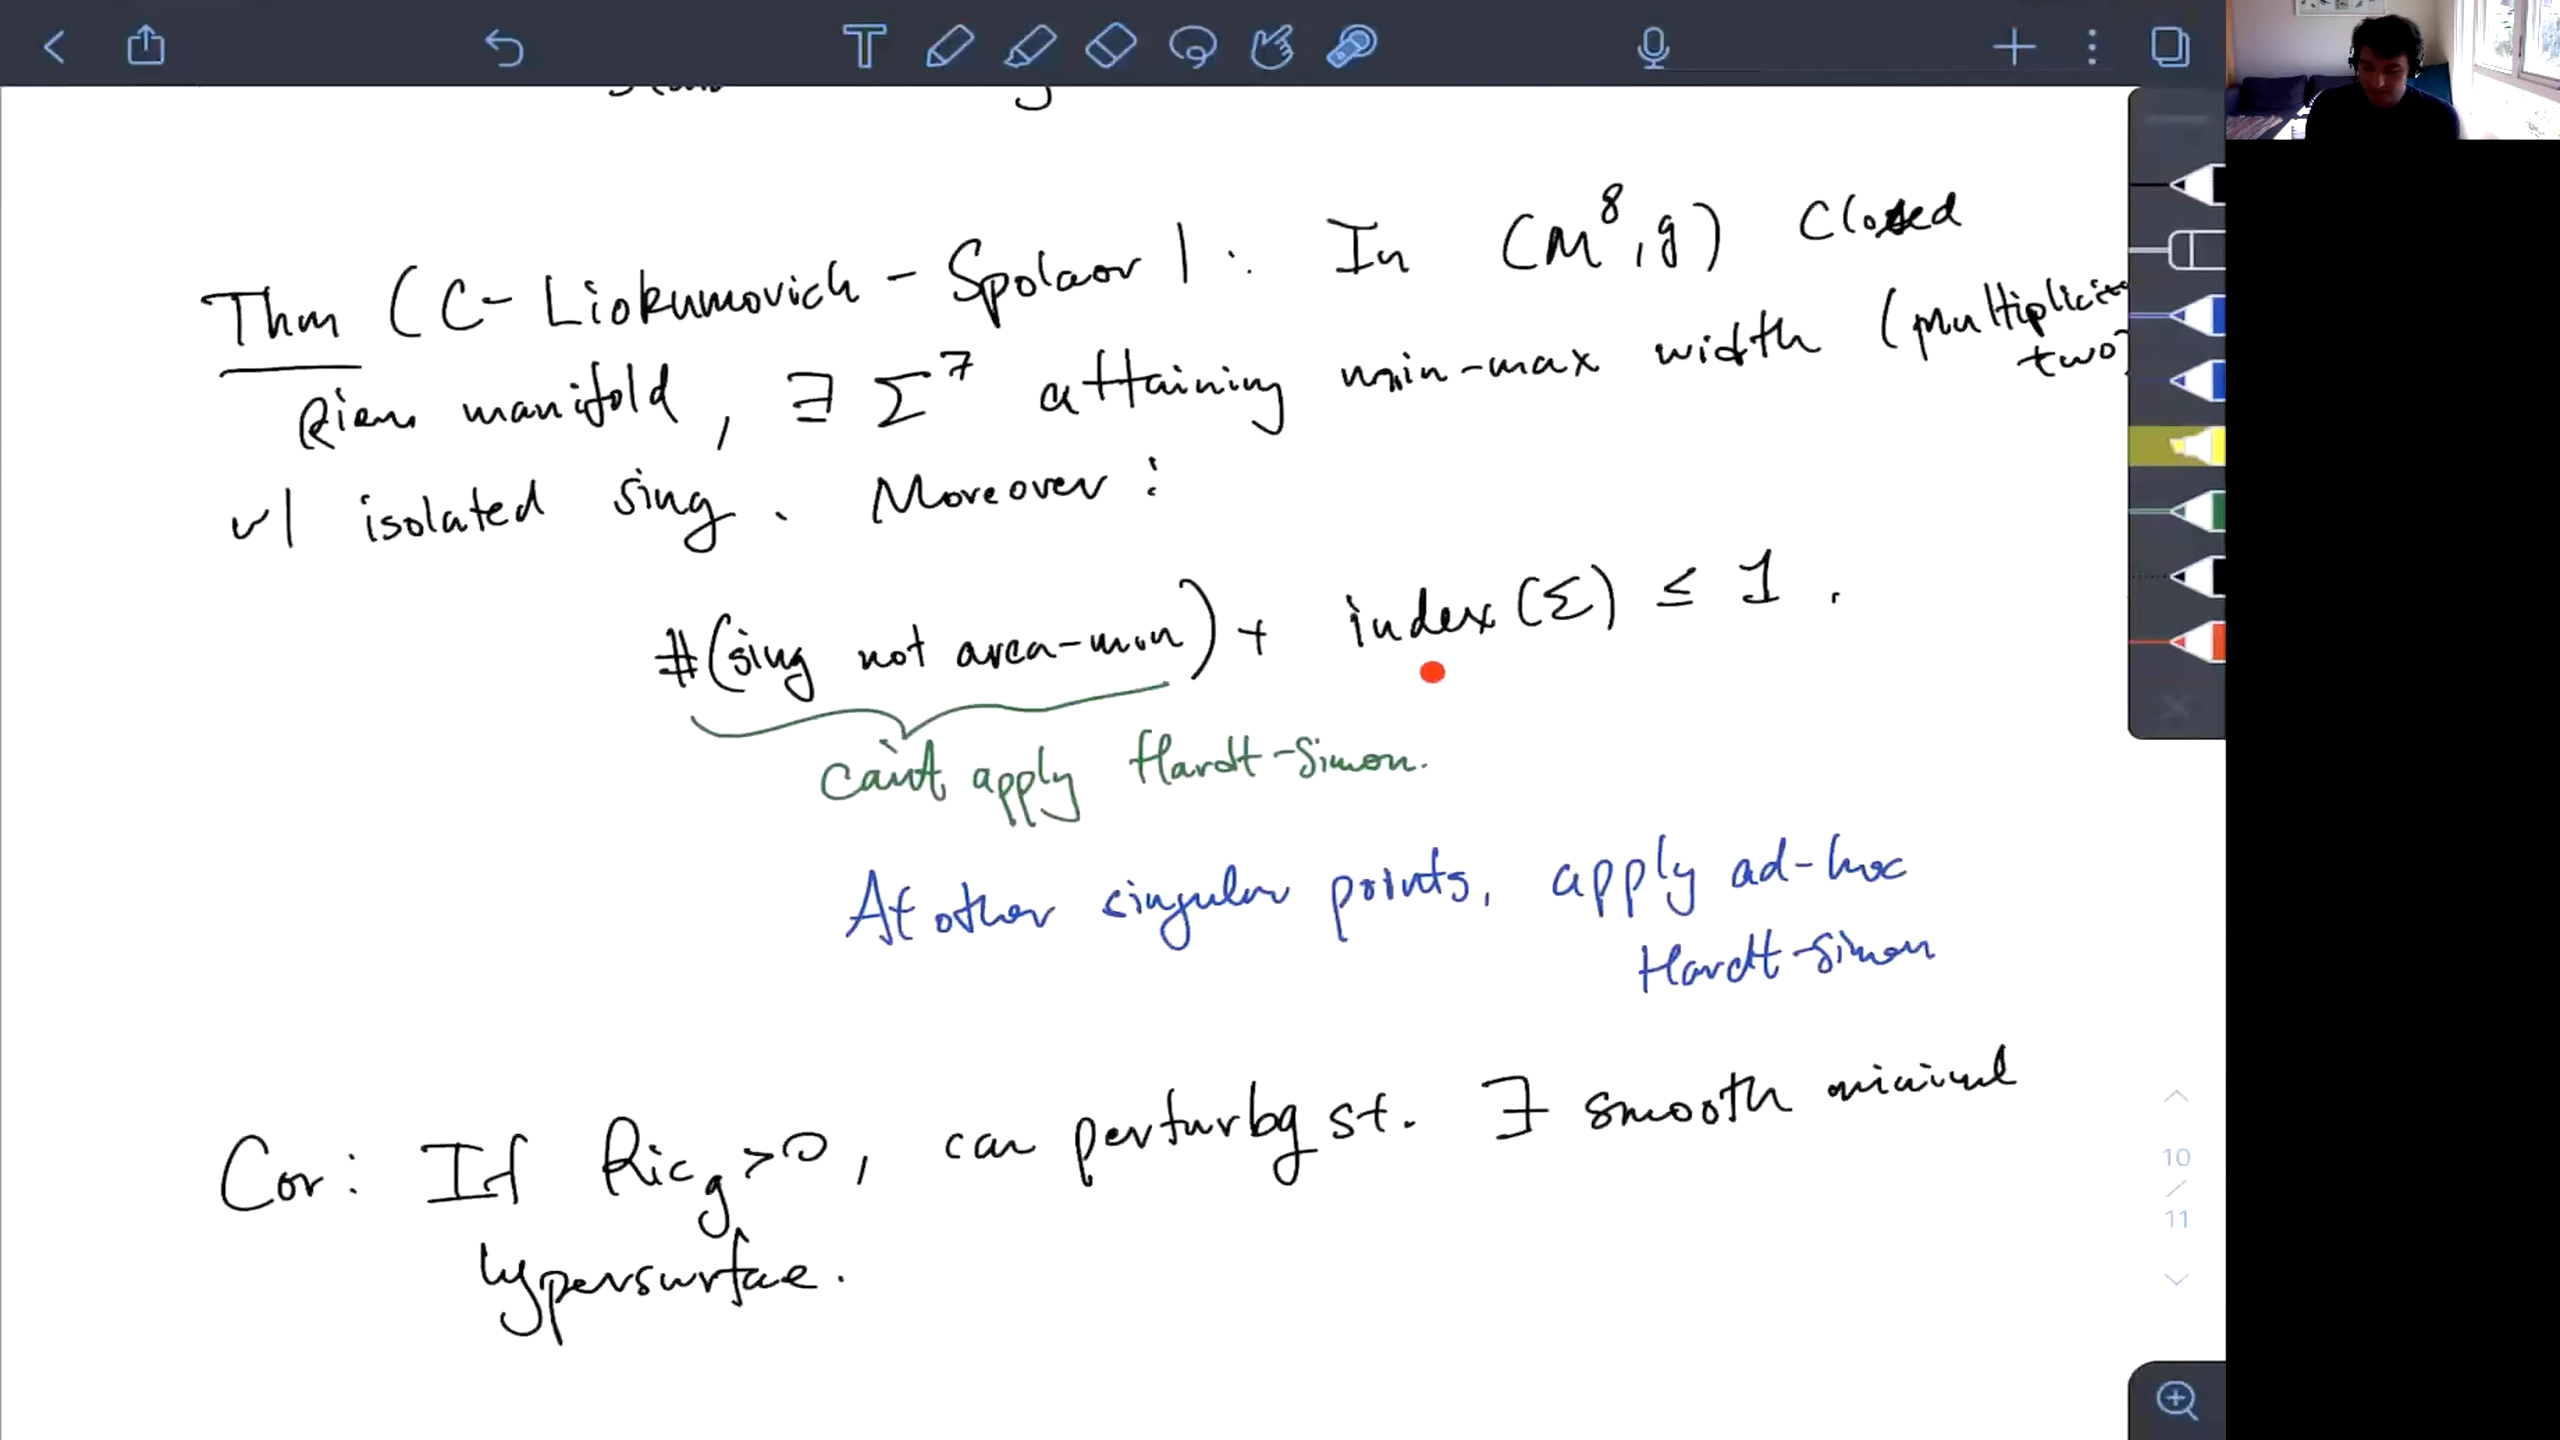 Thm (C- Liokumovich - Spolaor): In (M^8, g) closed
Riem manifold, ∃ Σ^7 attaining min-max width (multiplicity two)
w/ isolated sing. Moreover:
#(sing not area-min) + index(Σ) ≤ 1.
can't apply Hardt-Simon.
At other singular points, apply ad-hoc
Hardt-Simon
Cor: If Ric_g > 0, can perturb g st. ∃ smooth minimal
hypersurface.
10
/
11